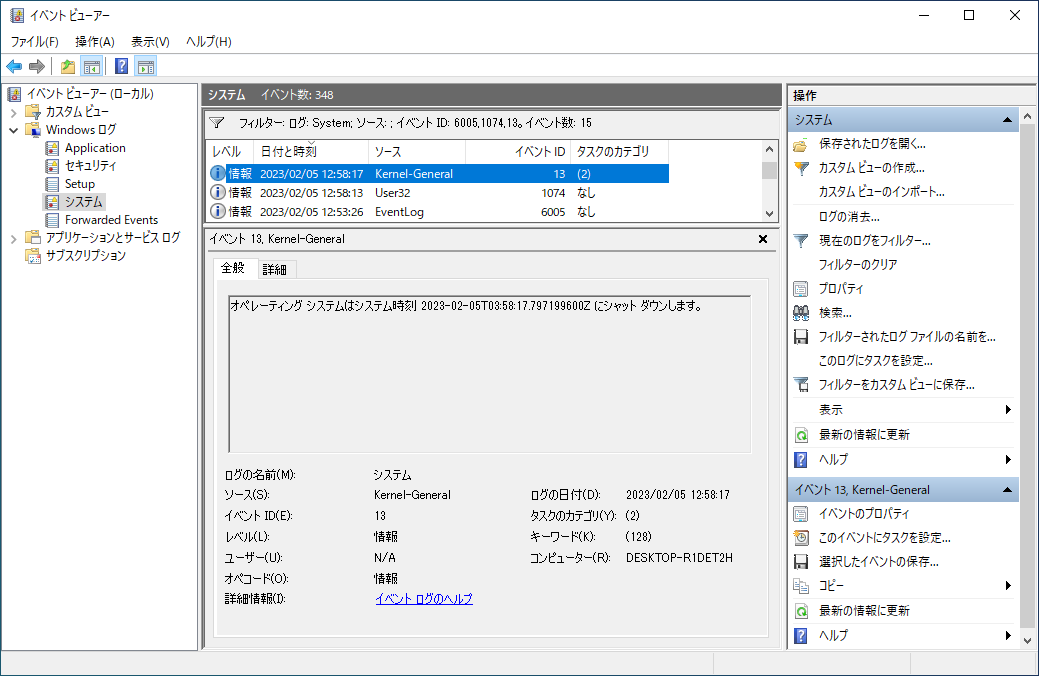 イベント ビューアー
ファイル(F) 操作(A) 表示(V) ヘルプ(H)
イベント ビューアー (ローカル)
カスタム ビュー
Windows ログ
Application
セキュリティ
Setup
システム
Forwarded Events
アプリケーションとサービス ログ
サブスクリプション
システム イベント数: 348
フィルター: ログ: System; ソース: ; イベント ID: 6005,1074,13。イベント数: 15
レベル 日付と時刻 ソース イベント ID タスクのカテゴリ
情報 2023/02/05 12:58:17 Kernel-General 13 (2)
情報 2023/02/05 12:58:13 User32 1074 なし
情報 2023/02/05 12:53:26 EventLog 6005 なし
イベント 13, Kernel-General
全般 詳細
オペレーティング システムはシステム時刻 2023-02-05T03:58:17.797199600Z にシャット ダウンします。
ログの名前(M): システム
ソース(S): Kernel-General ログの日付(D): 2023/02/05 12:58:17
イベント ID(E): 13 タスクのカテゴリ(Y): (2)
レベル(L): 情報 キーワード(K): (128)
ユーザー(U): N/A コンピューター(R): DESKTOP-R1DET2H
オペコード(O): 情報
詳細情報(I): イベント ログのヘルプ
操作
システム
保存されたログを開く...
カスタム ビューの作成...
カスタム ビューのインポート...
ログの消去...
現在のログをフィルター...
フィルターのクリア
プロパティ
検索...
フィルターされたログ ファイルの名前を...
このログにタスクを設定...
フィルターをカスタム ビューに保存...
表示
最新の情報に更新
ヘルプ
イベント 13, Kernel-General
イベントのプロパティ
このイベントにタスクを設定...
選択したイベントの保存...
コピー
最新の情報に更新
ヘルプ